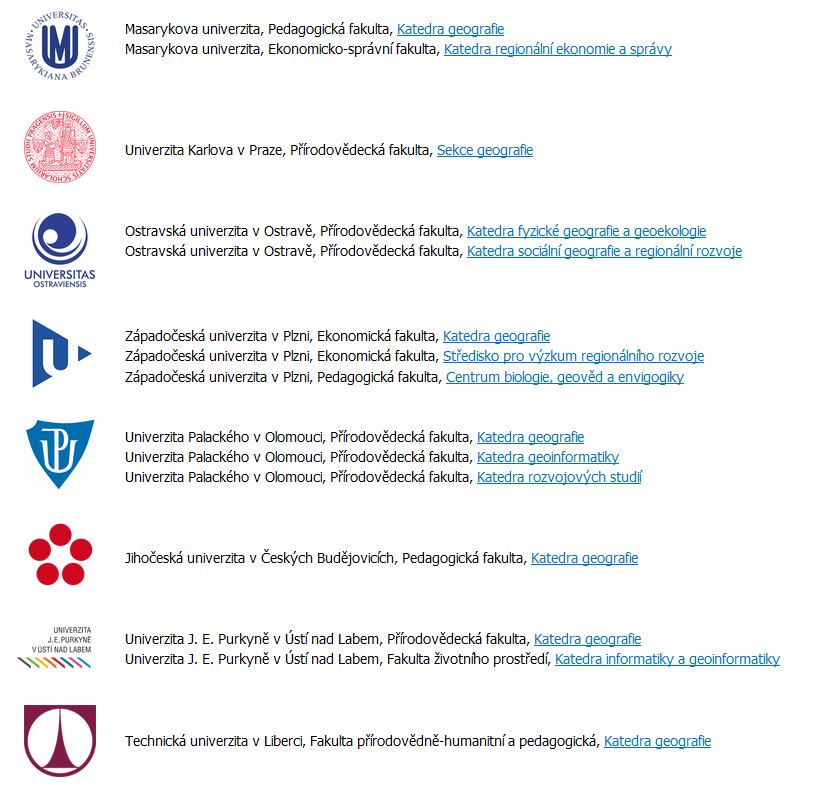 UNIVERSITAS MASARYKIANA BRUNENSIS
Masarykova univerzita, Pedagogická fakulta, Katedra geografie
Masarykova univerzita, Ekonomicko-správní fakulta, Katedra regionální ekonomie a správy
Univerzita Karlova v Praze, Přírodovědecká fakulta, Sekce geografie
UNIVERSITAS
OSTRAVIENSIS
Ostravská univerzita v Ostravě, Přírodovědecká fakulta, Katedra fyzické geografie a geoekologie
Ostravská univerzita v Ostravě, Přírodovědecká fakulta, Katedra sociální geografie a regionální rozvoje
Západočeská univerzita v Plzni, Ekonomická fakulta, Katedra geografie
Západočeská univerzita v Plzni, Ekonomická fakulta, Středisko pro výzkum regionálního rozvoje
Západočeská univerzita v Plzni, Pedagogická fakulta, Centrum biologie, geověd a envigogiky
Univerzita Palackého v Olomouci, Přírodovědecká fakulta, Katedra geografie
Univerzita Palackého v Olomouci, Přírodovědecká fakulta, Katedra geoinformatiky
Univerzita Palackého v Olomouci, Přírodovědecká fakulta, Katedra rozvojových studií
Jihočeská univerzita v Českých Budějovicích, Pedagogická fakulta, Katedra geografie
UNIVERZITA
J. E. PURKYNĚ
V ÚSTÍ NAD LABEM
Univerzita J. E. Purkyně v Ústí nad Labem, Přírodovědecká fakulta, Katedra geografie
Univerzita J. E. Purkyně v Ústí nad Labem, Fakulta životního prostředí, Katedra informatiky a geoinformatiky
Technická univerzita v Liberci, Fakulta přírodovědně-humanitní a pedagogická, Katedra geografie